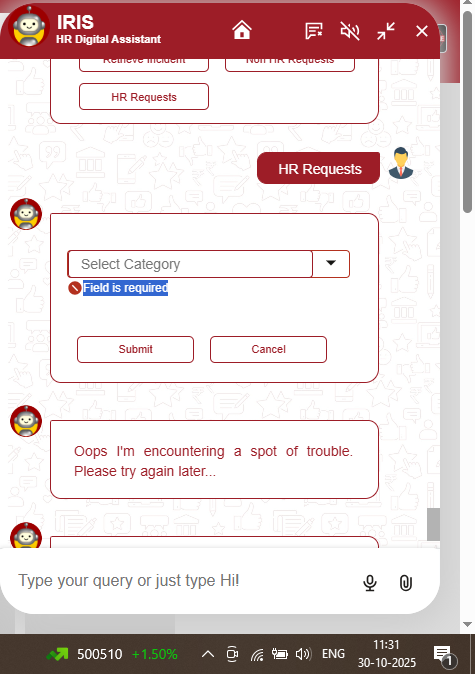 IRIS
HR Digital Assistant
Retrieve Incident
Non HR Requests
HR Requests
HR Requests
Select Category
Field is required
Submit
Cancel
Oops I'm encountering a spot of trouble.
Please try again later...
Type your query or just type Hi!
500510 +1.50%
ENG
11:31
30-10-2025
1